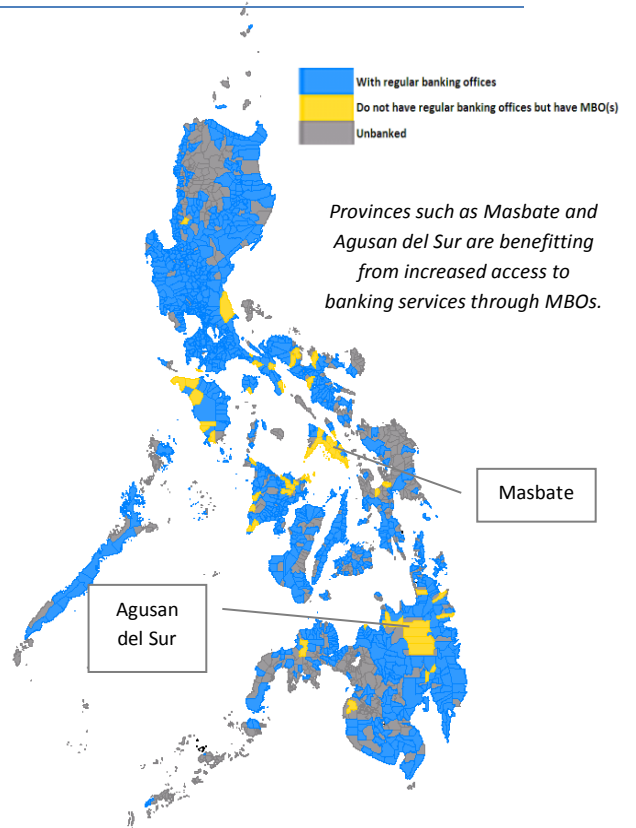 With regular banking offices
Do not have regular banking offices but have MBO(s)
Unbanked
Provinces such as Masbate and
Agusan del Sur are benefitting
from increased access to
banking services through MBOs.
Masbate
Agusan
del Sur